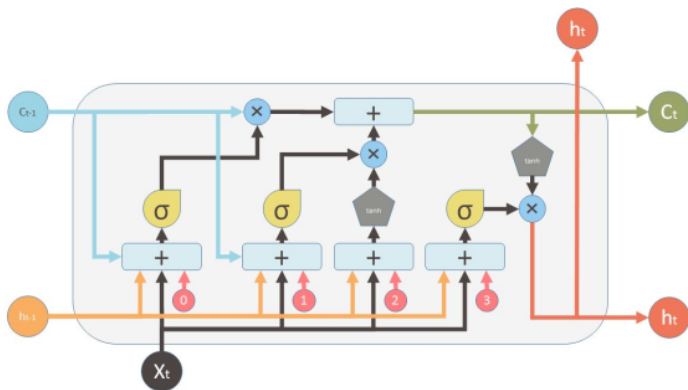 ht
Ct-1
×
+
Ct
×
tanh
σ
σ
tanh
σ
×
+
+
+
+
0
1
2
3
ht-1
ht
Xt